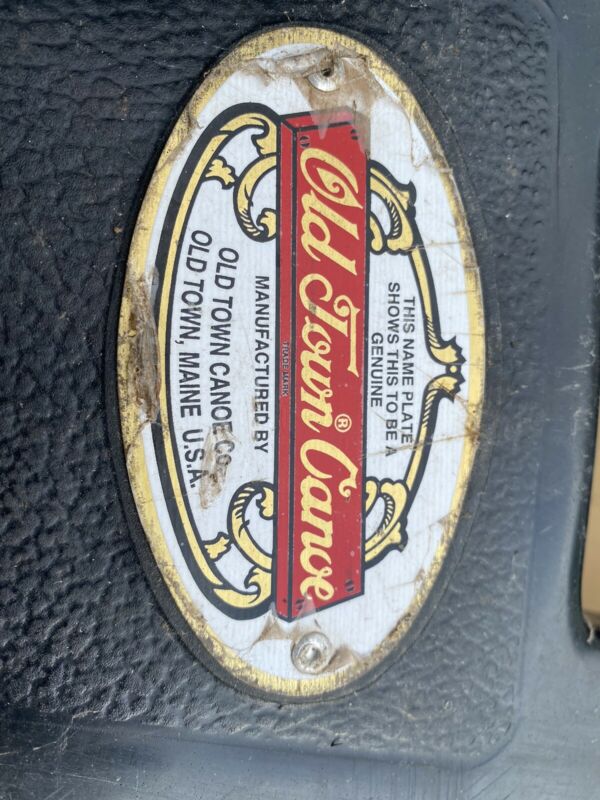 THIS NAME PLATE
SHOWS THIS TO BE A
GENUINE
Old Town® Canoe
TRADE MARK
MANUFACTURED BY
OLD TOWN CANOE Co.
OLD TOWN, MAINE U.S.A.